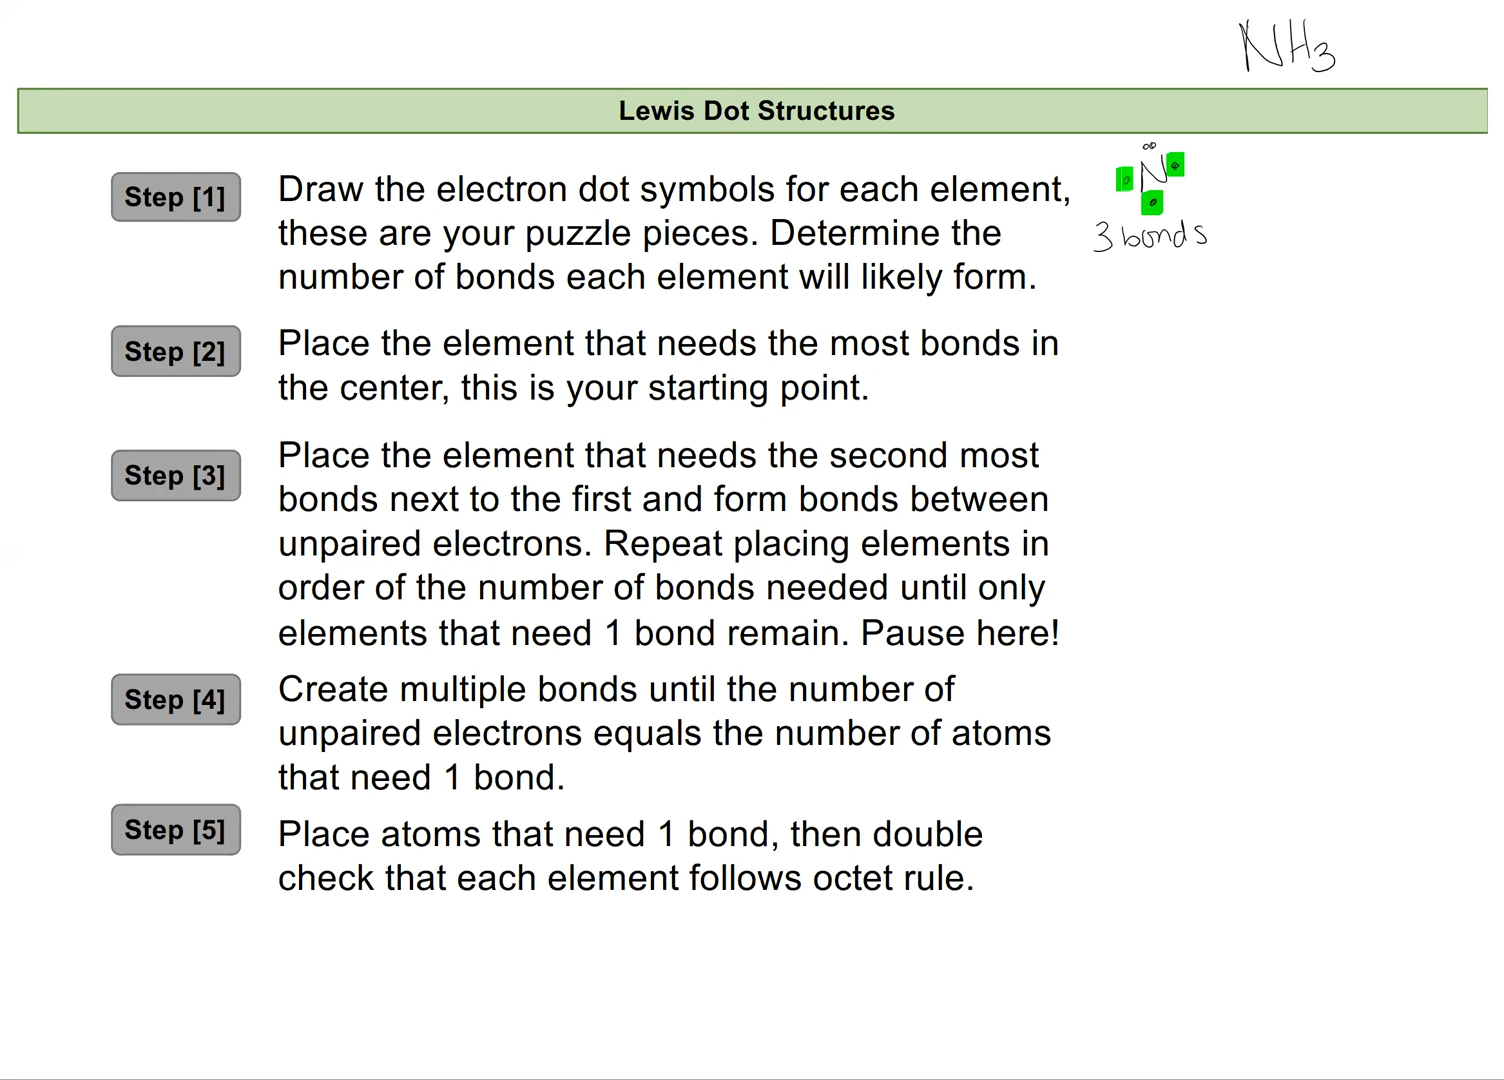 NH3
Lewis Dot Structures
Step [1]
Draw the electron dot symbols for each element,
these are your puzzle pieces. Determine the
number of bonds each element will likely form.
N
3 bonds
Step [2]
Place the element that needs the most bonds in
the center, this is your starting point.
Step [3]
Place the element that needs the second most
bonds next to the first and form bonds between
unpaired electrons. Repeat placing elements in
order of the number of bonds needed until only
elements that need 1 bond remain. Pause here!
Step [4]
Create multiple bonds until the number of
unpaired electrons equals the number of atoms
that need 1 bond.
Step [5]
Place atoms that need 1 bond, then double
check that each element follows octet rule.